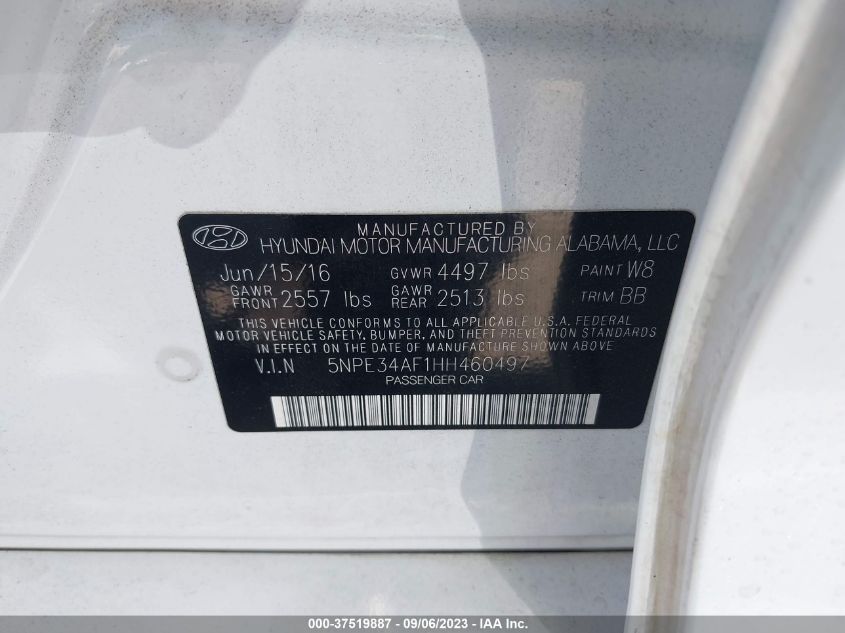 MANUFACTURED BY
HYUNDAI MOTOR MANUFACTURING ALABAMA, LLC
Jun/15/16 GVWR 4497 lbs PAINT W8
GAWR FRONT 2557 lbs GAWR REAR 2513 lbs TRIM BB
THIS VEHICLE CONFORMS TO ALL APPLICABLE U.S.A. FEDERAL
MOTOR VEHICLE SAFETY, BUMPER, AND THEFT PREVENTION STANDARDS
IN EFFECT ON THE DATE OF MANUFACTURE SHOWN ABOVE
V.I.N 5NPE34AF1HH460497
PASSENGER CAR
000-37519887 - 09/06/2023 - Copyright © IAA, Inc.